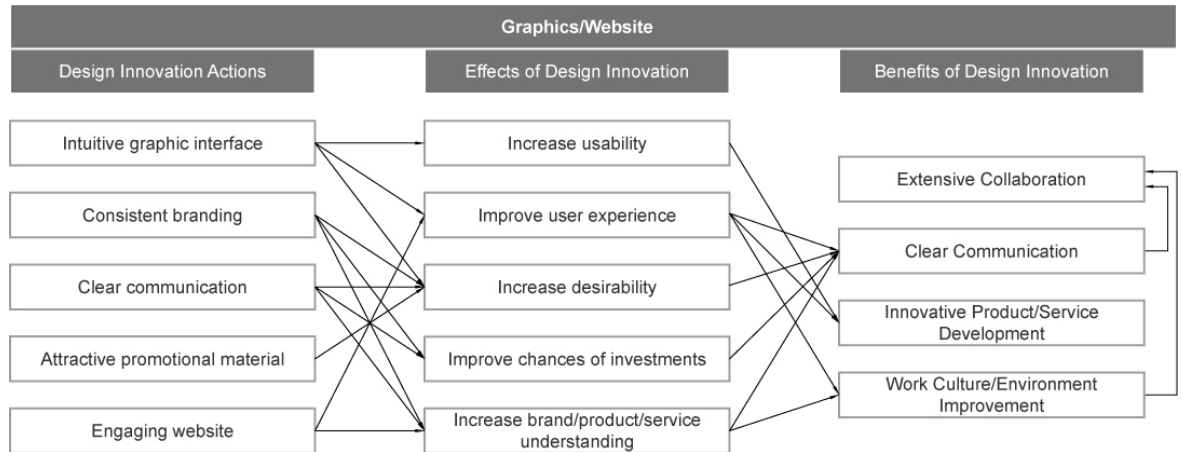 Graphics/Website
Design Innovation Actions
Effects of Design Innovation
Benefits of Design Innovation
Intuitive graphic interface
Consistent branding
Clear communication
Attractive promotional material
Engaging website
Increase usability
Improve user experience
Increase desirability
Improve chances of investments
Increase brand/product/service
understanding
Extensive Collaboration
Clear Communication
Innovative Product/Service
Development
Work Culture/Environment
Improvement